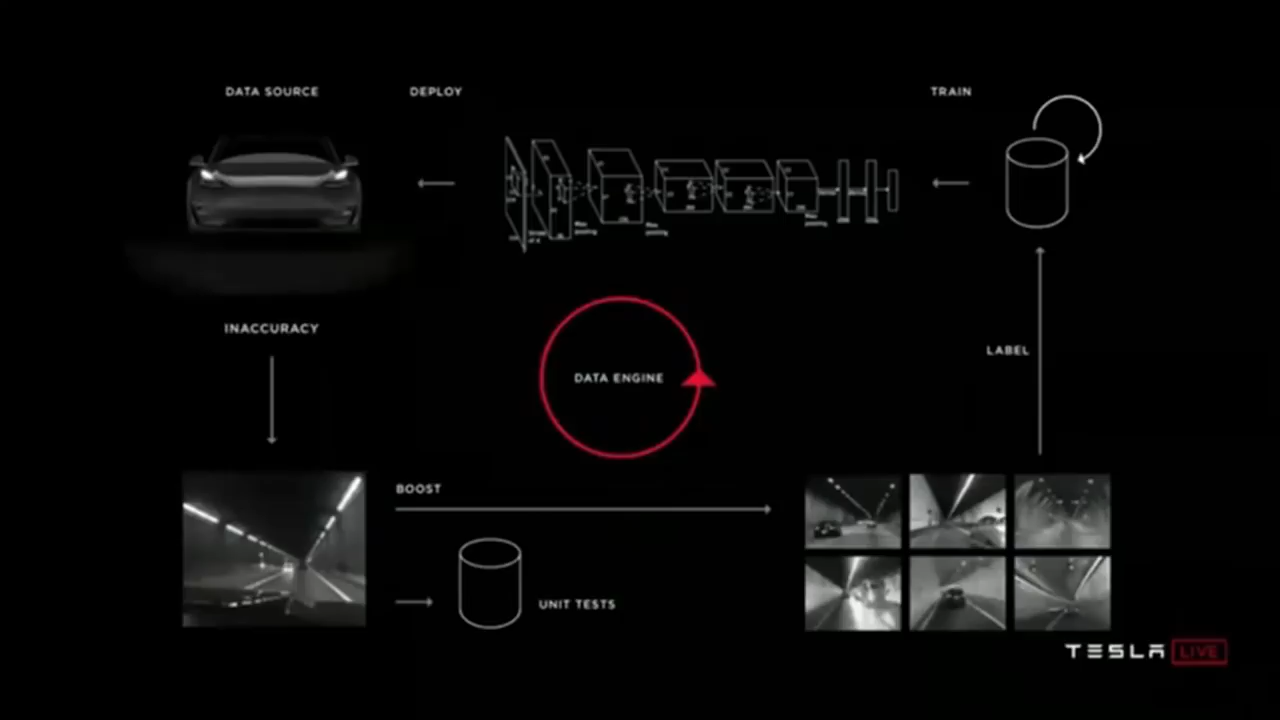 DATA SOURCE
DEPLOY
TRAIN
INACCURACY
DATA ENGINE
LABEL
BOOST
UNIT TESTS
TESLA LIVE